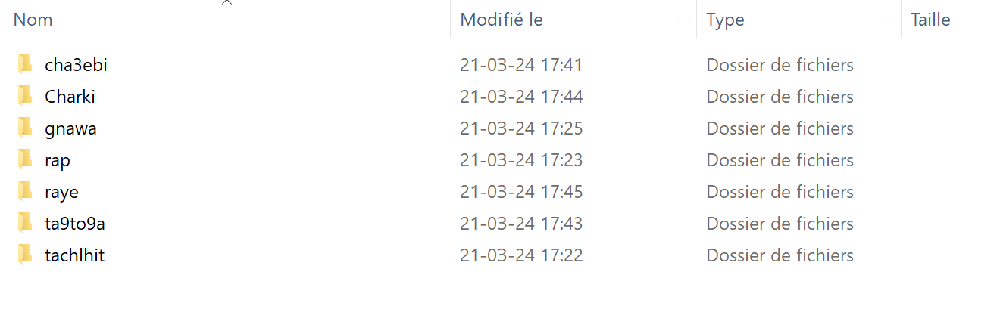 Nom Modifié le Type Taille
cha3ebi 21-03-24 17:41 Dossier de fichiers
Charki 21-03-24 17:44 Dossier de fichiers
gnawa 21-03-24 17:25 Dossier de fichiers
rap 21-03-24 17:23 Dossier de fichiers
raye 21-03-24 17:45 Dossier de fichiers
ta9to9a 21-03-24 17:43 Dossier de fichiers
tachlhit 21-03-24 17:22 Dossier de fichiers